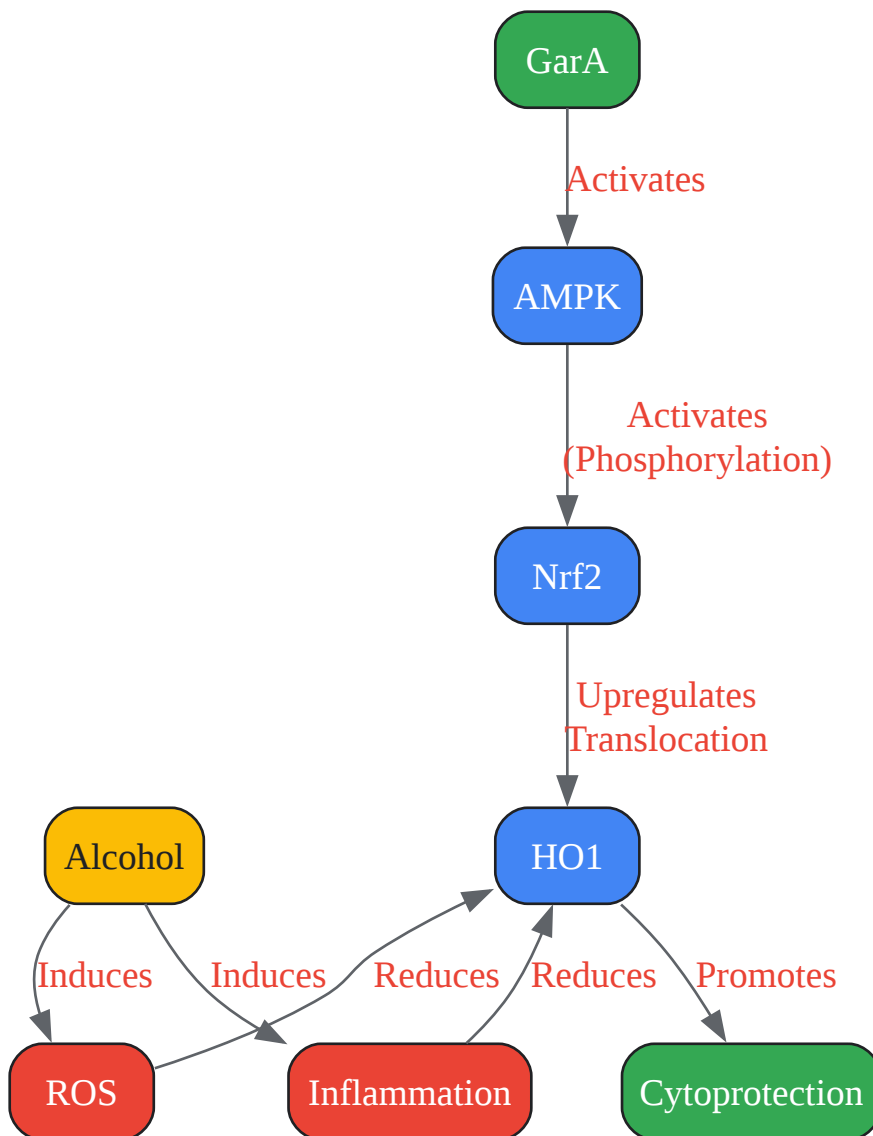 GarA
Activates
AMPK
Activates
(Phosphorylation)
Nrf2
Upregulates
Translocation
Alcohol
HO1
Induces
Induces
Reduces
Reduces
Promotes
ROS
Inflammation
Cytoprotection